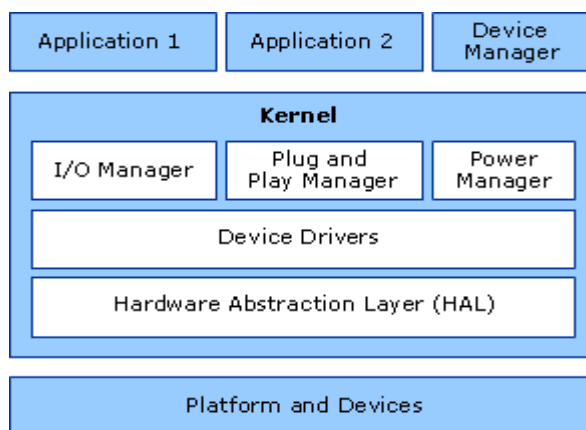 Application 1
Application 2
Device
Manager
Kernel
I/O Manager
Plug and
Play Manager
Power
Manager
Device Drivers
Hardware Abstraction Layer (HAL)
Platform and Devices